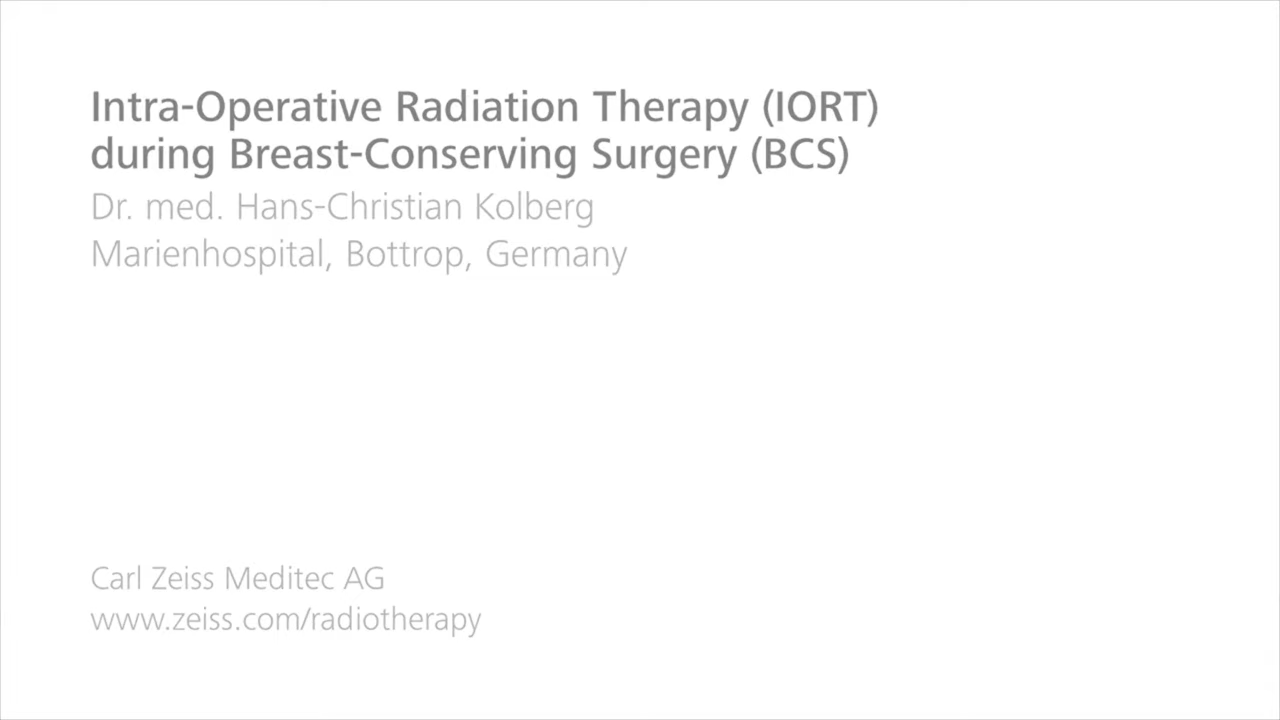 Intra-Operative Radiation Therapy (IORT)
during Breast-Conserving Surgery (BCS)
Dr. med. Hans-Christian Kolberg
Marienhospital, Bottrop, Germany
Carl Zeiss Meditec AG
www.zeiss.com/radiotherapy